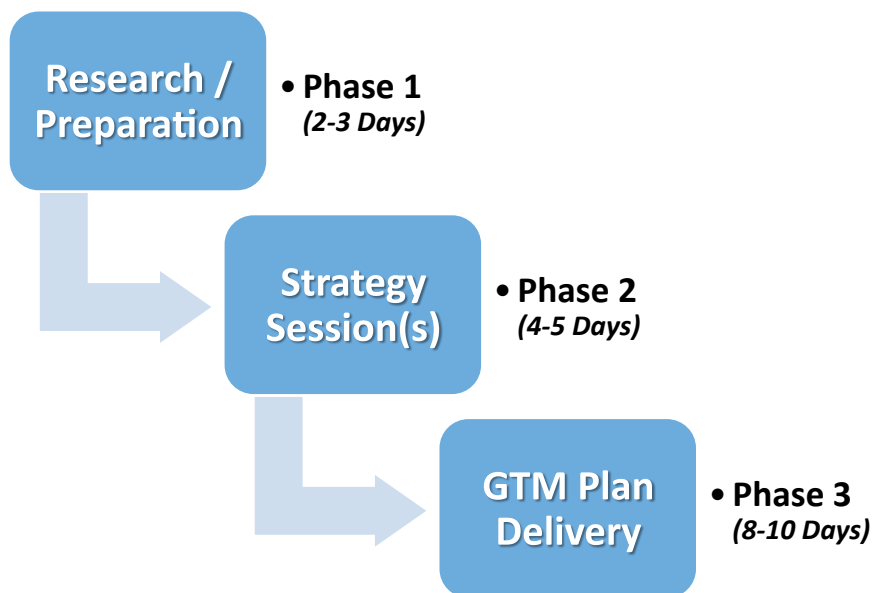 Research /
Preparation
• Phase 1
(2-3 Days)
Strategy
Session(s)
• Phase 2
(4-5 Days)
GTM Plan
Delivery
• Phase 3
(8-10 Days)